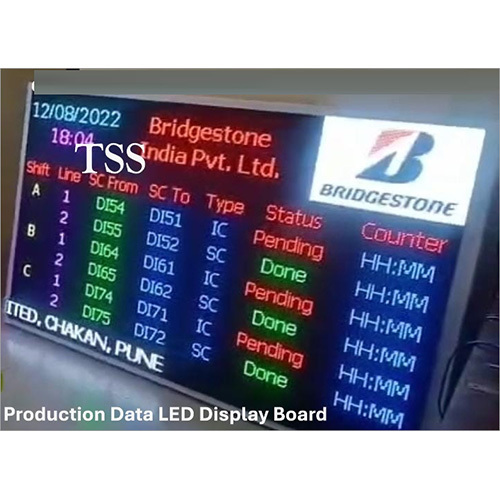 12/08/2022
18:04
Bridgestone
India Pvt. Ltd.
BRIDGESTONE
TSS
Shift Line SC From SC To Type Status Counter
A 1 DI54 DI51 IC Pending HH:MM
2 DI55 DI52 SC Done HH:MM
B 1 DI64 DI61 IC Pending HH:MM
2 DI65 DI62 SC Done HH:MM
C 1 DI74 DI71 IC Pending HH:MM
2 DI75 DI72 SC Done HH:MM
ITED, CHAKAN, PUNE
Production Data LED Display Board